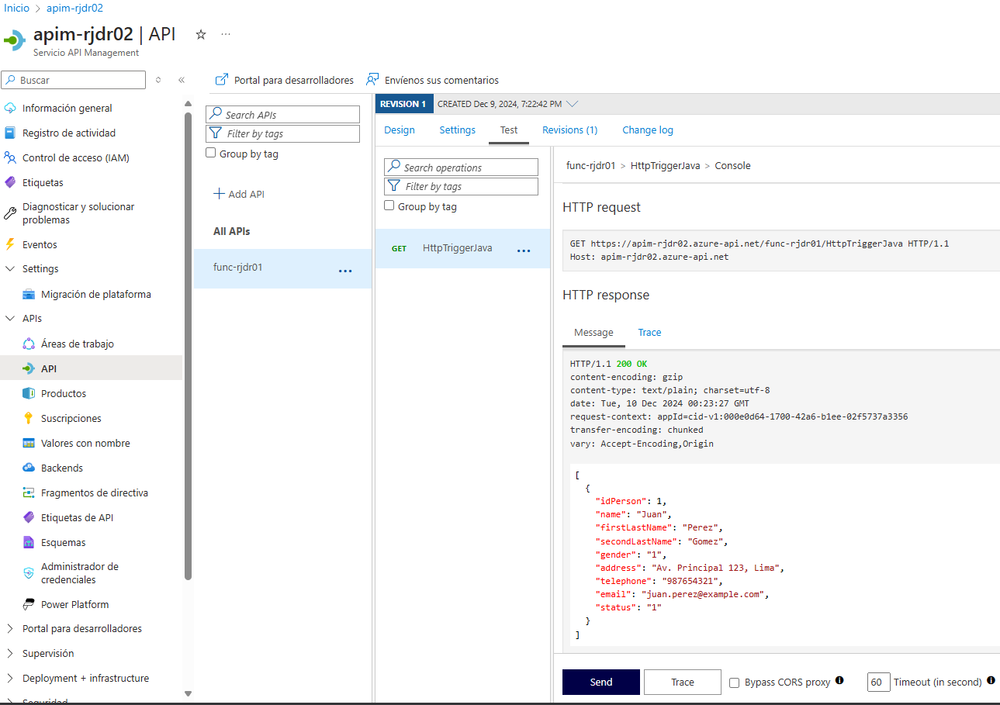 Inicio > apim-rjdr02
apim-rjdr02 | API
Servicio API Management
Buscar
Portal para desarrolladores
Envíenos sus comentarios
Información general
Registro de actividad
Control de acceso (IAM)
Etiquetas
Diagnosticar y solucionar
problemas
Eventos
Settings
Migración de plataforma
APIs
Áreas de trabajo
API
Productos
Suscripciones
Valores con nombre
Backends
Fragmentos de directiva
Etiquetas de API
Esquemas
Administrador de
credenciales
Power Platform
Portal para desarrolladores
Supervisión
Deployment + infrastructure
Seguridad
Search APIs
Filter by tags
Group by tag
Add API
All APIs
func-rjdr01
REVISION 1 CREATED Dec 9, 2024, 7:22:42 PM
Design Settings Test Revisions (1) Change log
Search operations
Filter by tags
Group by tag
GET HttpTriggerJava
func-rjdr01 > HttpTriggerJava > Console
HTTP request
GET https://apim-rjdr02.azure-api.net/func-rjdr01/HttpTriggerJava HTTP/1.1
Host: apim-rjdr02.azure-api.net
HTTP response
Message Trace
HTTP/1.1 200 OK
content-encoding: gzip
content-type: text/plain; charset=utf-8
date: Tue, 10 Dec 2024 00:23:27 GMT
request-context: appId=cid-v1:000e0d64-1700-42a6-b1ee-02f5737a3356
transfer-encoding: chunked
vary: Accept-Encoding,Origin
[
{
"idPerson": 1,
"name": "Juan",
"firstLastName": "Perez",
"secondLastName": "Gomez",
"gender": "1",
"address": "Av. Principal 123, Lima",
"telephone": "987654321",
"email": "juan.perez@example.com",
"status": "1"
}
]
Send Trace Bypass CORS proxy 60 Timeout (in second)